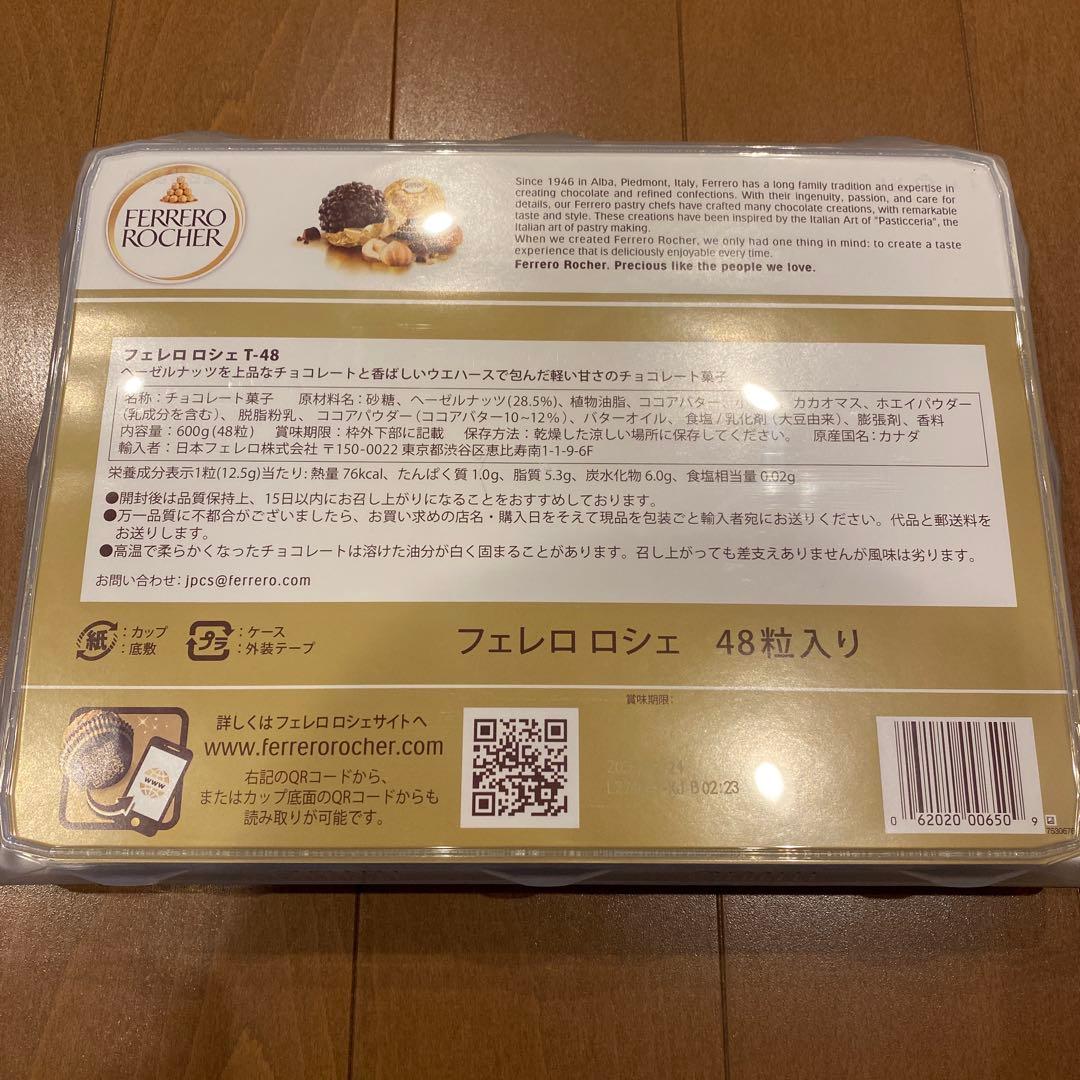 FERRERO
ROCHER
Since 1946 in Alba, Piedmont, Italy, Ferrero has a long family tradition and expertise in
creating chocolate and refined confections. With their ingenuity, passion, and care for
details, our Ferrero pastry chefs have crafted many chocolate creations, with remarkable
taste and style. These creations have been inspired by the Italian Art of "Pasticceria", the
Italian art of pastry making.
When we created Ferrero Rocher, we only had one thing in mind: to create a taste
experience that is deliciously enjoyable every time.
Ferrero Rocher. Precious like the people we love.
フェレロ ロシェ T-48
ヘーゼルナッツを上品なチョコレートと香ばしいウエハースで包んだ軽い甘さのチョコレート菓子
名称：チョコレート菓子 原材料名：砂糖、ヘーゼルナッツ(28.5%)、植物油脂、ココアバター、 カカオマス、ホエイパウダー
(乳成分を含む)、脱脂粉乳、ココアパウダー(ココアバター10~12%)、バターオイル、食塩/乳化剤(大豆由来)、膨張剤、香料
内容量：600g(48粒) 賞味期限：枠外下部に記載 保存方法：乾燥した涼しい場所に保存してください。 原産国名：カナダ
輸入者：日本フェレロ株式会社 〒150-0022 東京都渋谷区恵比寿南1-1-9-6F
栄養成分表示1粒(12.5g)当たり: 熱量 76kcal、たんぱく質 1.0g、脂質 5.3g、炭水化物 6.0g、食塩相当量 0.02g
●開封後は品質保持上、15日以内にお召し上がりになることをおすすめしております。
●万一品質に不都合がございましたら、お買い求めの店名・購入日をそえて現品を包装ごと輸入者宛にお送りください。代品と郵送料を
お送りします。
●高温で柔らかくなったチョコレートは溶けた油分が白く固まることがあります。召し上がっても差支えありませんが風味は劣ります。
お問い合わせ：jpcs@ferrero.com
紙 ：カップ
：底敷
プラ ：ケース
：外装テープ
フェレロ ロシェ 48粒入り
賞味期限：
詳しくはフェレロ ロシェサイトへ
www.ferrerorocher.com
右記のQRコードから、
またはカップ底面のQRコードからも
読み取りが可能です。
www
B 02:23
0 62020 00650 9
7530676